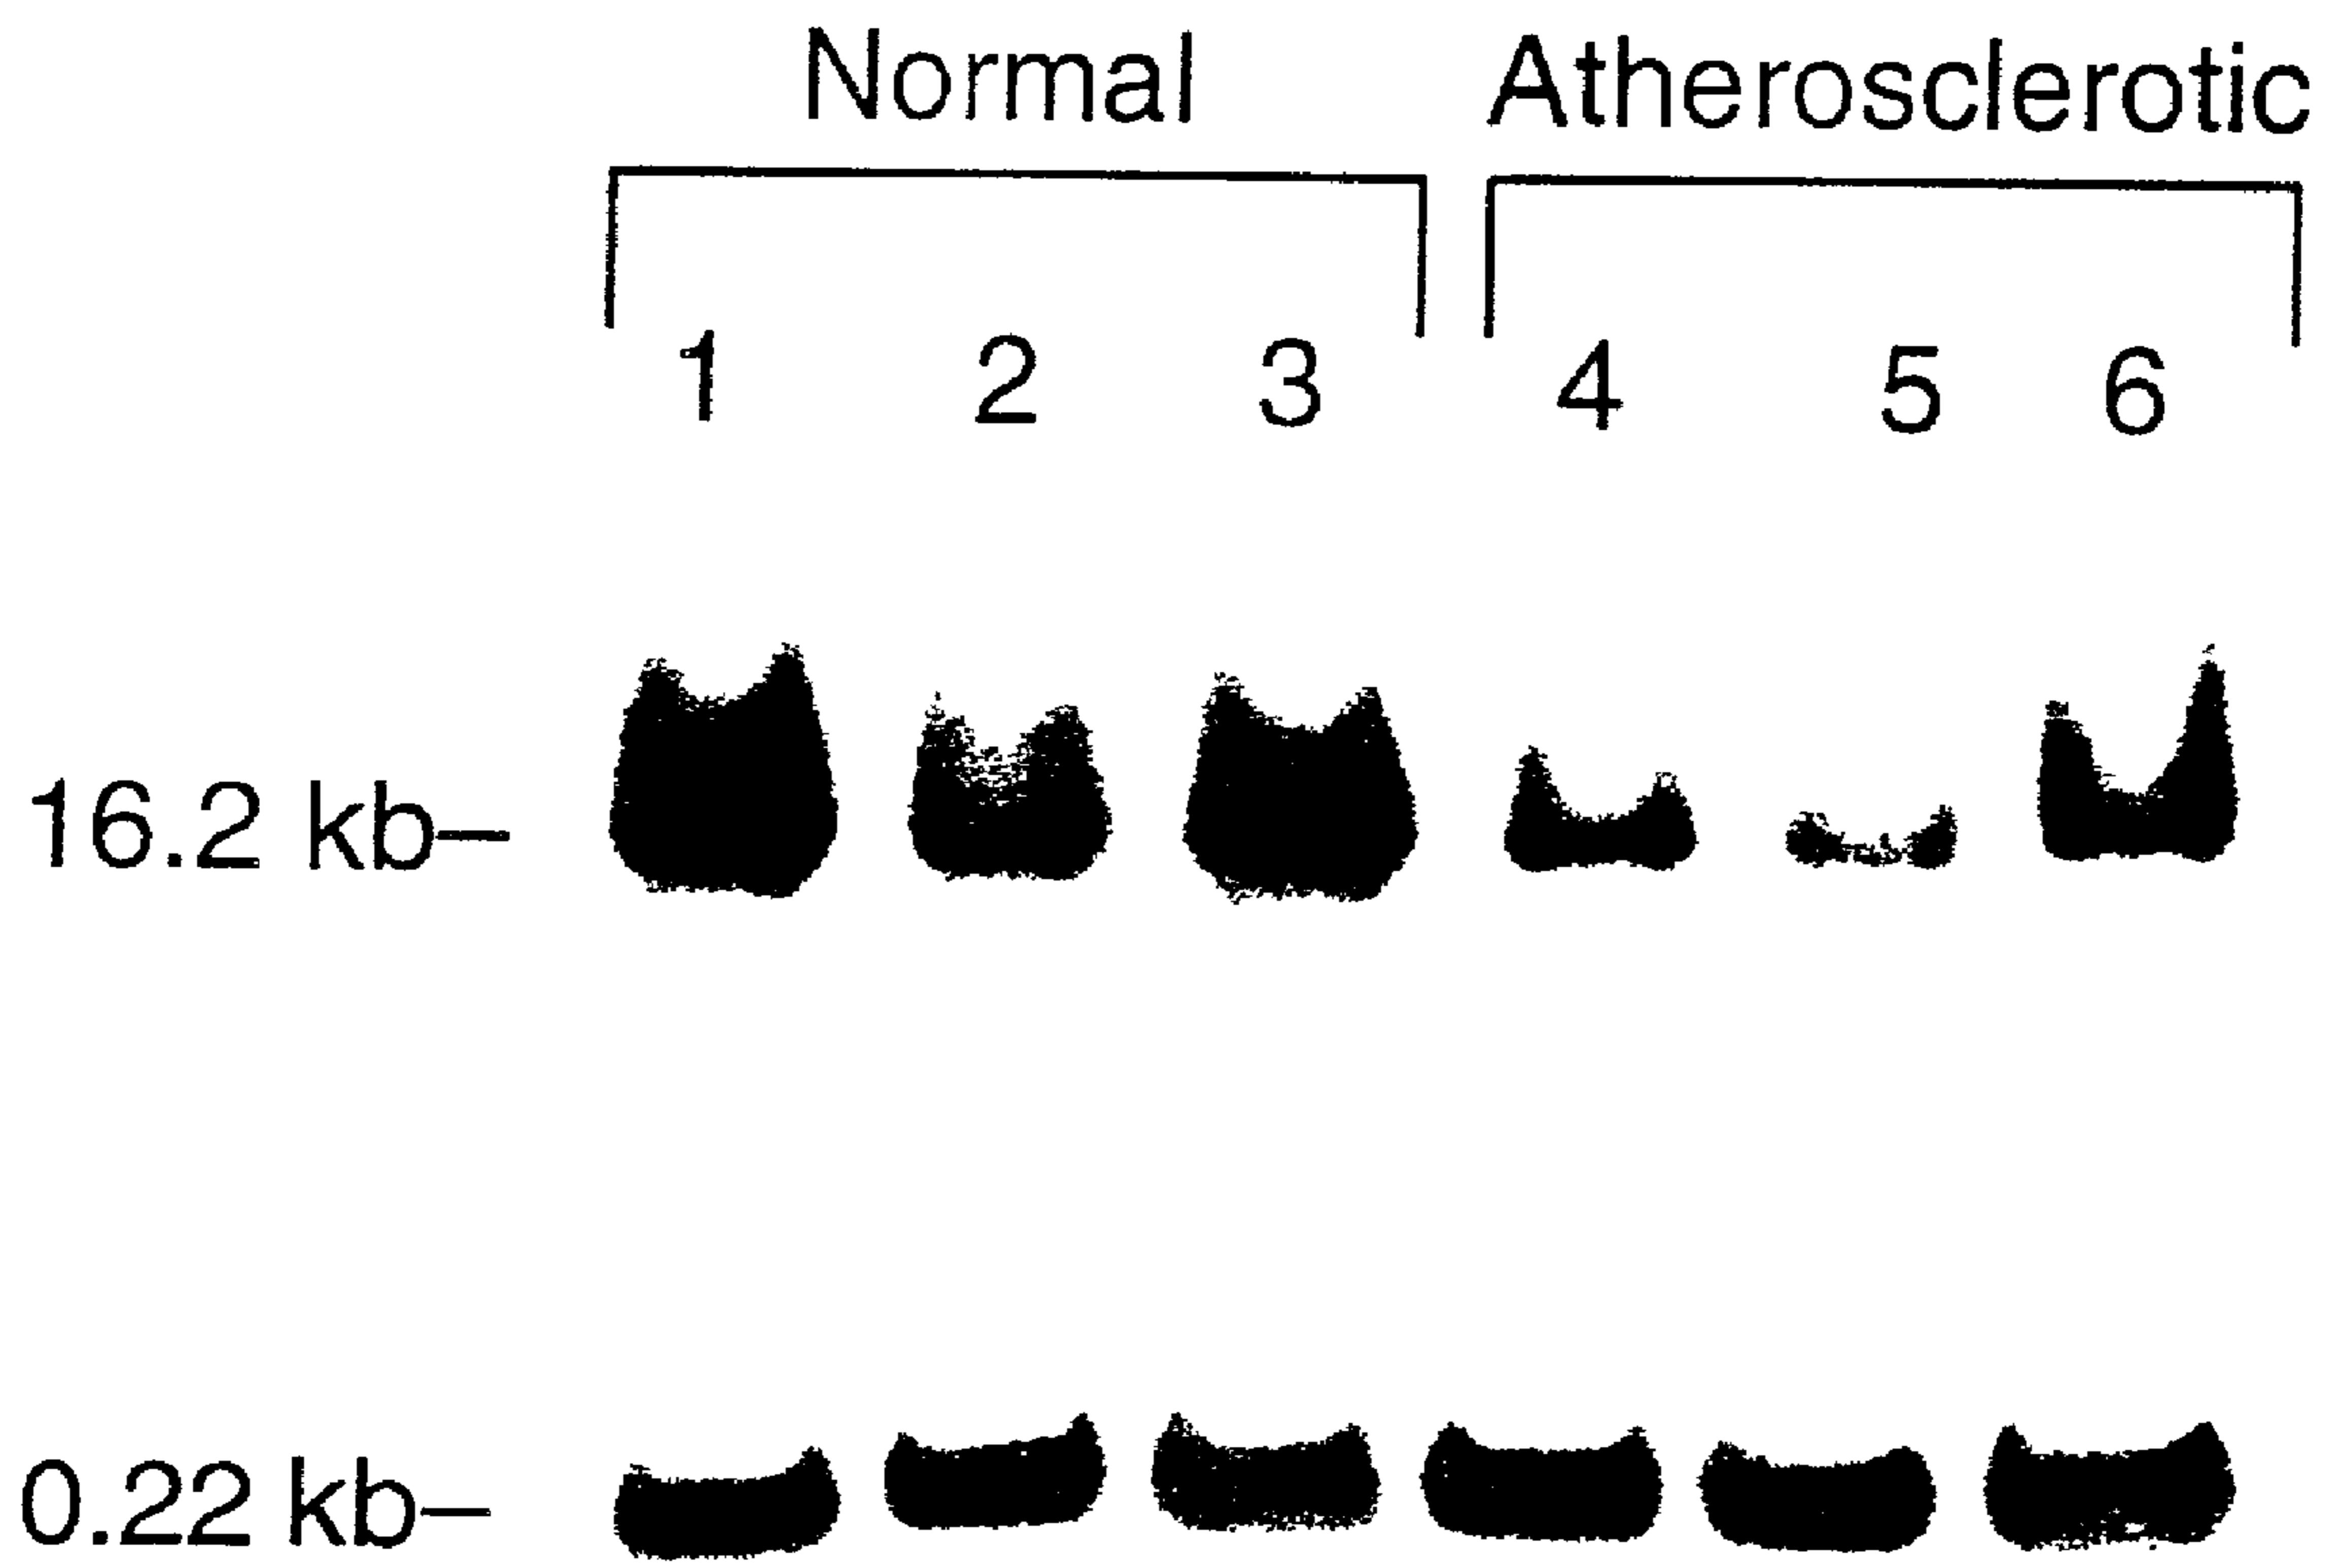 Normal Atherosclerotic
1 2 3 4 5 6
16.2 kb–
0.22 kb–